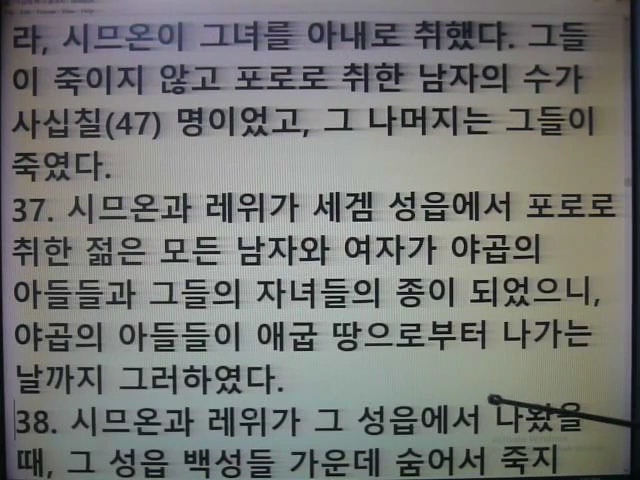 라, 시므온이 그녀를 아내로 취했다. 그들
이 죽이지 않고 포로로 취한 남자의 수가
사십칠(47) 명이었고, 그 나머지는 그들이
죽였다.
37. 시므온과 레위가 세겜 성읍에서 포로로
취한 젊은 모든 남자와 여자가 야곱의
아들들과 그들의 자녀들의 종이 되었으니,
야곱의 아들들이 애굽 땅으로부터 나가는
날까지 그러하였다.
38. 시므온과 레위가 그 성읍에서 나왔을
때, 그 성읍 백성들 가운데 숨어서 죽지